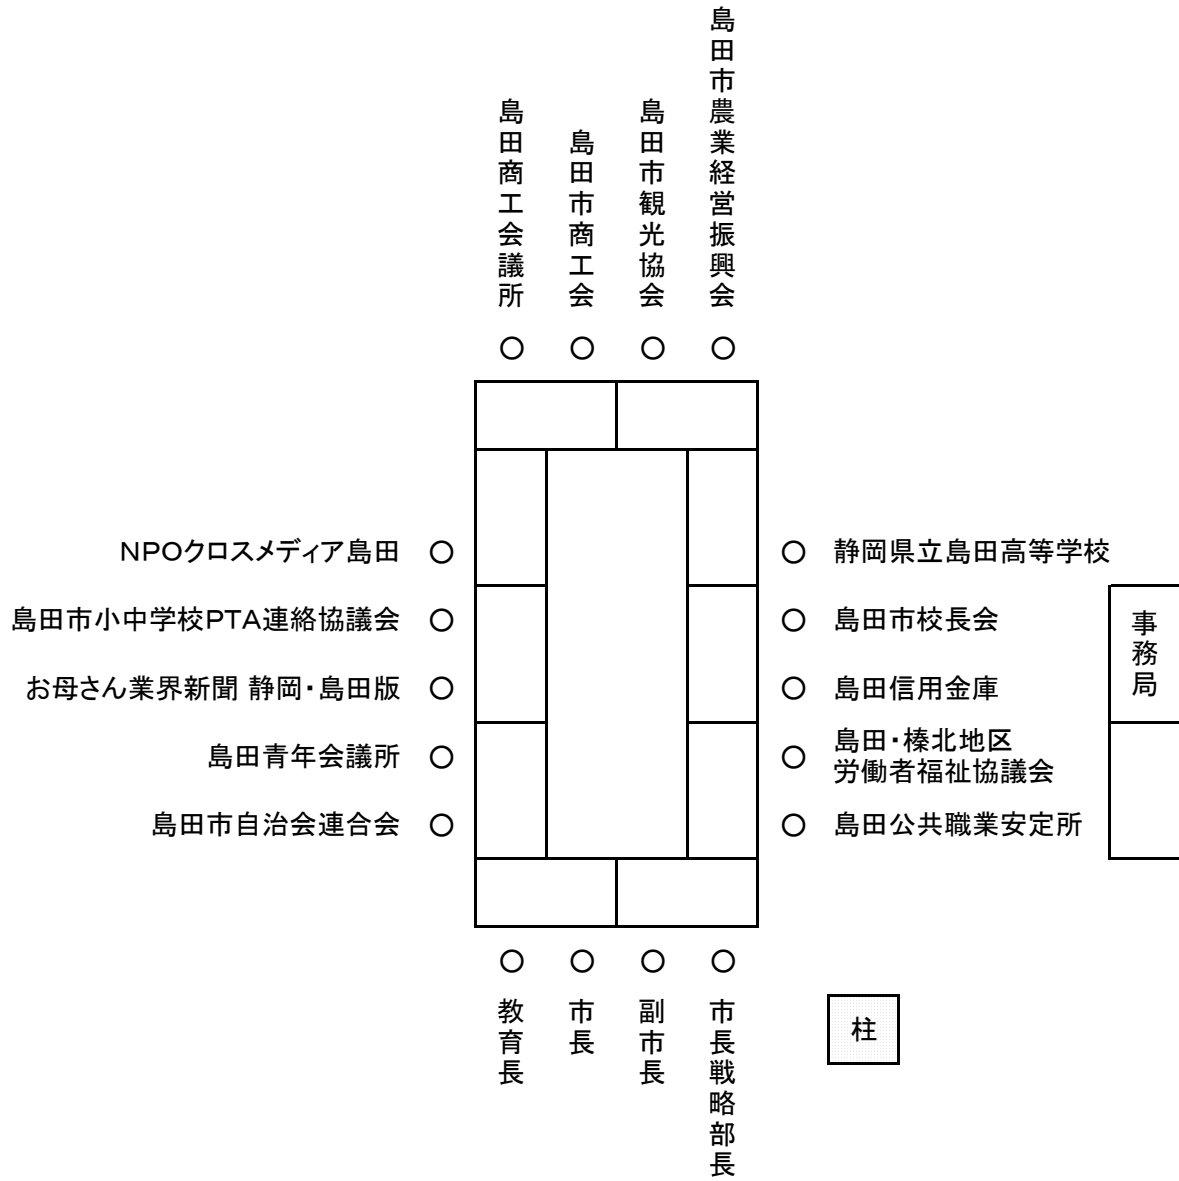 島田商工会議所
島田市商工会
島田市観光協会
島田市農業経営振興会
NPOクロスメディア島田
島田市小中学校PTA連絡協議会
お母さん業界新聞 静岡・島田版
島田青年会議所
島田市自治会連合会
静岡県立島田高等学校
島田市校長会
島田信用金庫
島田・榛北地区
労働者福祉協議会
島田公共職業安定所
事務局
教育長
市長
副市長
市長戦略部長
柱